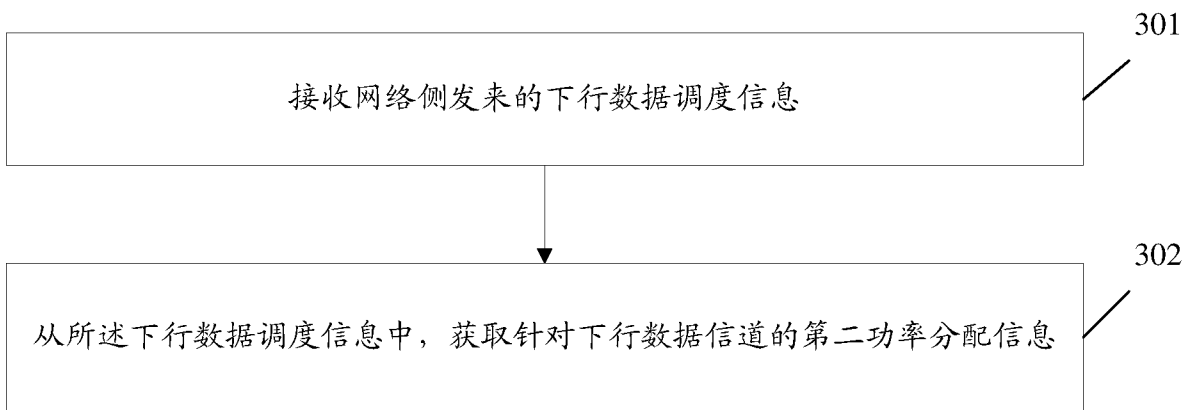 301
接收网络侧发来的下行数据调度信息
302
从所述下行数据调度信息中，获取针对下行数据信道的第二功率分配信息